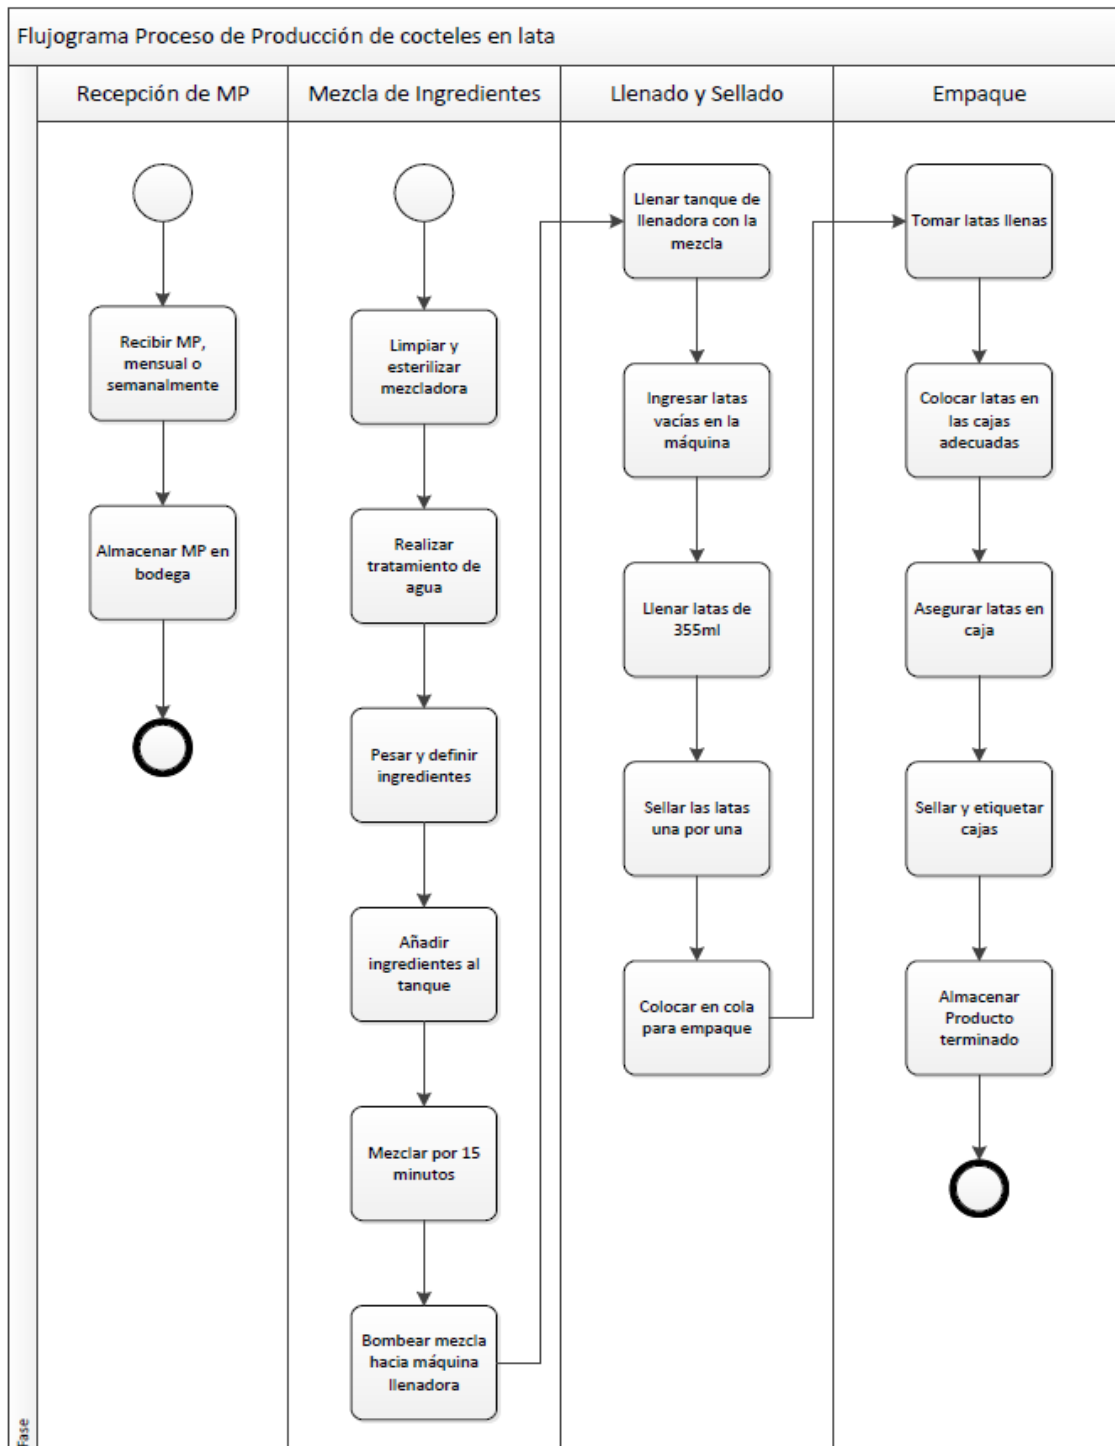 Flujograma Proceso de Producción de cocteles en lata
Fase
Recepción de MP
Recibir MP,
mensual o
semanalmente
Almacenar MP en
bodega
Mezcla de Ingredientes
Limpiar y
esterilizar
mezcladora
Realizar
tratamiento de
agua
Pesar y definir
ingredientes
Añadir
ingredientes al
tanque
Mezclar por 15
minutos
Bombear mezcla
hacia máquina
llenadora
Llenado y Sellado
Llenar tanque de
llenadora con la
mezcla
Ingresar latas
vacías en la
máquina
Llenar latas de
355ml
Sellar las latas
una por una
Colocar en cola
para empaque
Empaque
Tomar latas llenas
Colocar latas en
las cajas
adecuadas
Asegurar latas en
caja
Sellar y etiquetar
cajas
Almacenar
Producto
terminado